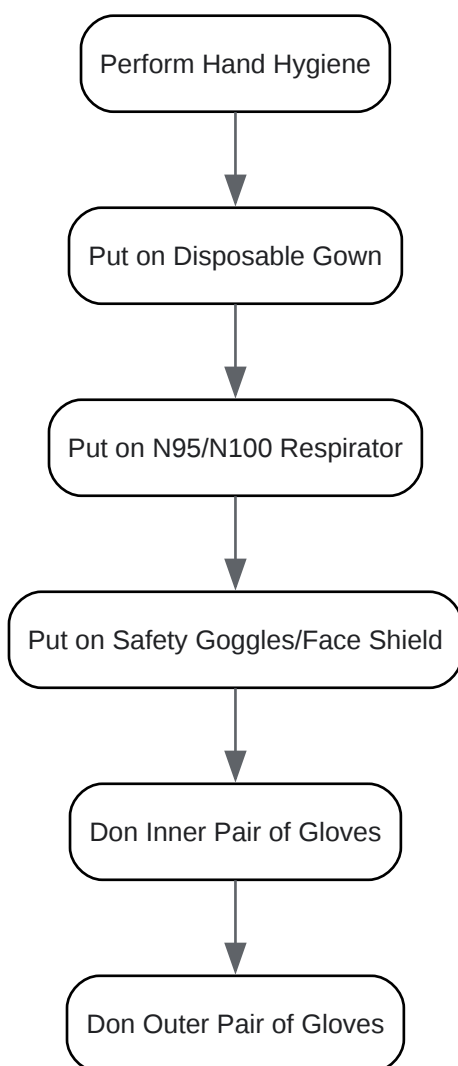 Perform Hand Hygiene
Put on Disposable Gown
Put on N95/N100 Respirator
Put on Safety Goggles/Face Shield
Don Inner Pair of Gloves
Don Outer Pair of Gloves